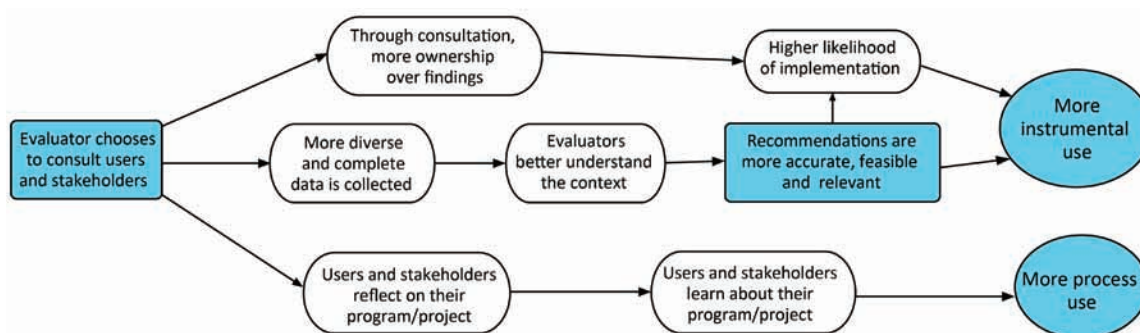 Through consultation,
more ownership
over findings
Higher likelihood
of implementation
More
instrumental
use
Evaluator chooses
to consult users
and stakeholders
More diverse
and complete
data is collected
Evaluators
better understand
the context
Recommendations are
more accurate, feasible
and relevant
Users and stakeholders
reflect on their
program/project
Users and stakeholders
learn about their
program/project
More process
use